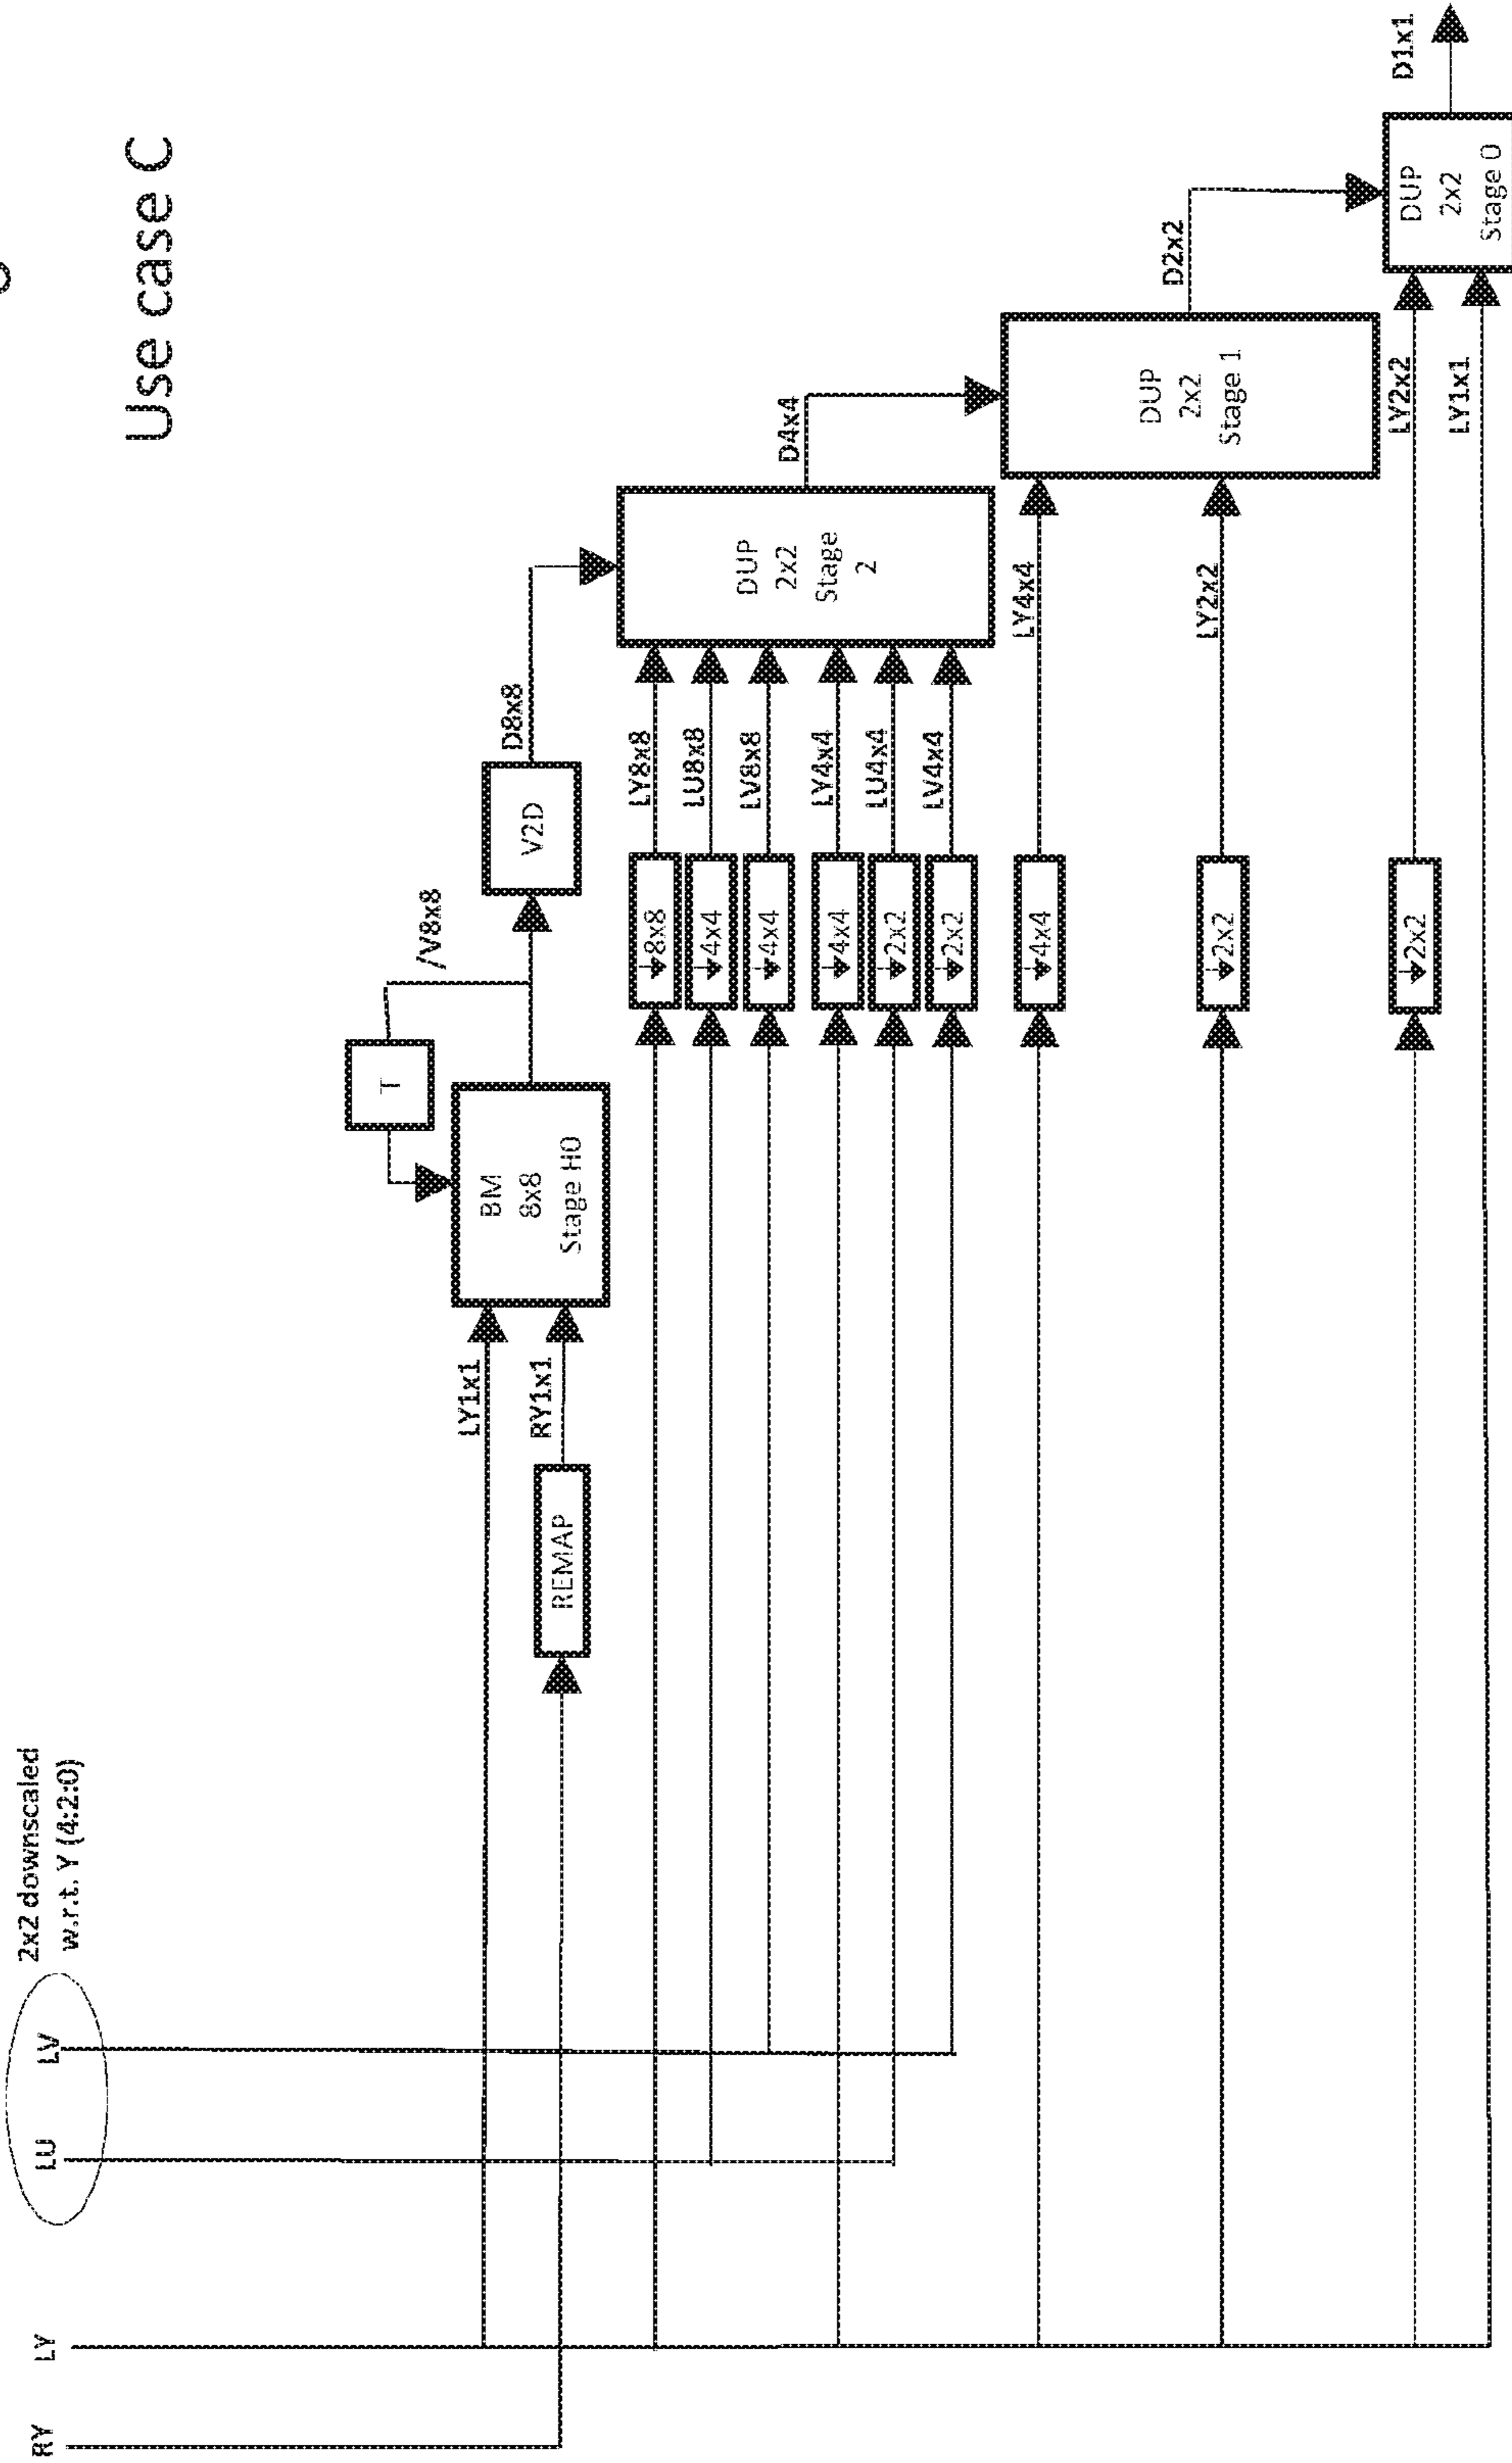 Use case C
2x2 downscaled
w.r.t. Y (4:2:0)
RY
LY
LU
LV
LY1x1
RY1x1
REMAP
T
BM
8x8
Stage H0
/V8x8
V2D
D8x8
↓8x8
↓4x4
↓4x4
↓4x4
↓2x2
↓2x2
LY8x8
LU8x8
LV8x8
LY4x4
LU4x4
LV4x4
DUP
2x2
Stage
2
D4x4
↓4x4
↓2x2
LY4x4
LY2x2
DUP
2x2
Stage 1
D2x2
↓2x2
LY2x2
LY1x1
DUP
2x2
Stage 0
D1x1